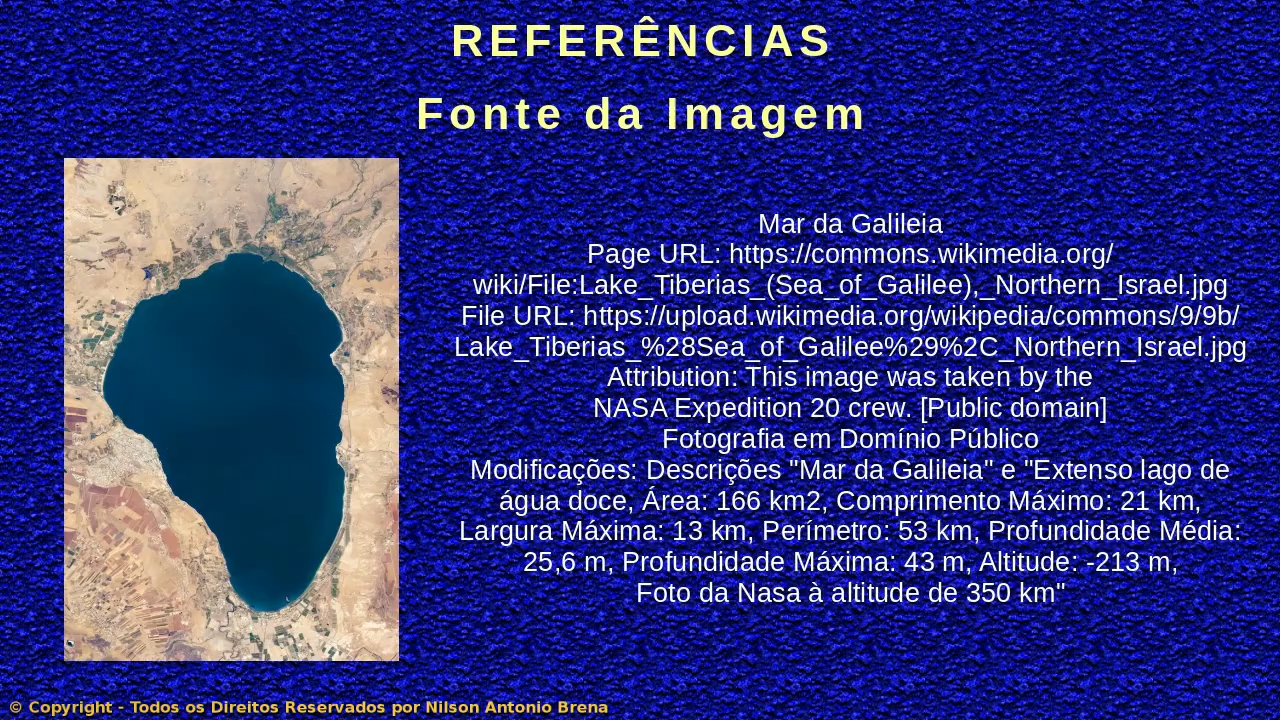 REFERÊNCIAS
Fonte da Imagem
Mar da Galileia
Page URL: https://commons.wikimedia.org/
wiki/File:Lake_Tiberias_(Sea_of_Galilee),_Northern_Israel.jpg
File URL: https://upload.wikimedia.org/wikipedia/commons/9/9b/
Lake_Tiberias_%28Sea_of_Galilee%29%2C_Northern_Israel.jpg
Attribution: This image was taken by the
NASA Expedition 20 crew. [Public domain]
Fotografia em Domínio Público
Modificações: Descrições "Mar da Galileia" e "Extenso lago de
água doce, Área: 166 km2, Comprimento Máximo: 21 km,
Largura Máxima: 13 km, Perímetro: 53 km, Profundidade Média:
25,6 m, Profundidade Máxima: 43 m, Altitude: -213 m,
Foto da Nasa à altitude de 350 km"
© Copyright - Todos os Direitos Reservados por Nilson Antonio Brena